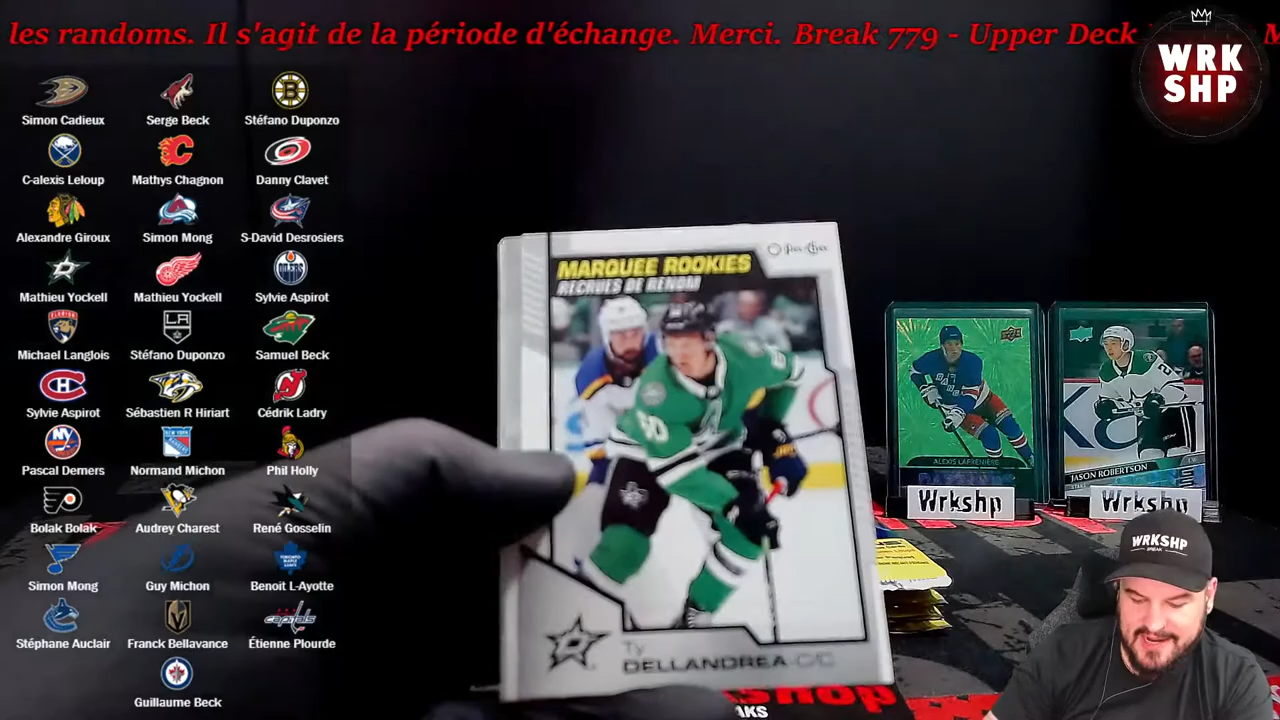 les randoms. Il s'agit de la période d'échange. Merci. Break 779 - Upper Deck
WRK
SHP
Simon Cadieux
Serge Beck
Stéfano Duponzo
C-alexis Leloup
Mathys Chagnon
Danny Clavet
Alexandre Giroux
Simon Mong
S-David Desrosiers
Mathieu Yockell
Mathieu Yockell
Sylvie Aspirot
Michael Langlois
Stéfano Duponzo
Samuel Beck
Sylvie Aspirot
Sébastien R Hiriart
Cédrik Ladry
Pascal Demers
Normand Michon
Phil Holly
Bolak Bolak
Audrey Charest
René Gosselin
Simon Mong
Guy Michon
Benoit L-Ayotte
Stéphane Auclair
Franck Bellavance
Étienne Plourde
Guillaume Beck
O-Pee-Chee
MARQUEE ROOKIES
RECRUES DE RENOM
Ty
DELLANDREA-C/C
ALEXIS LAFRENIÈRE
JASON ROBERTSON
STARS
Wrkshp
Wrkshp
WRKSHP
BREAK